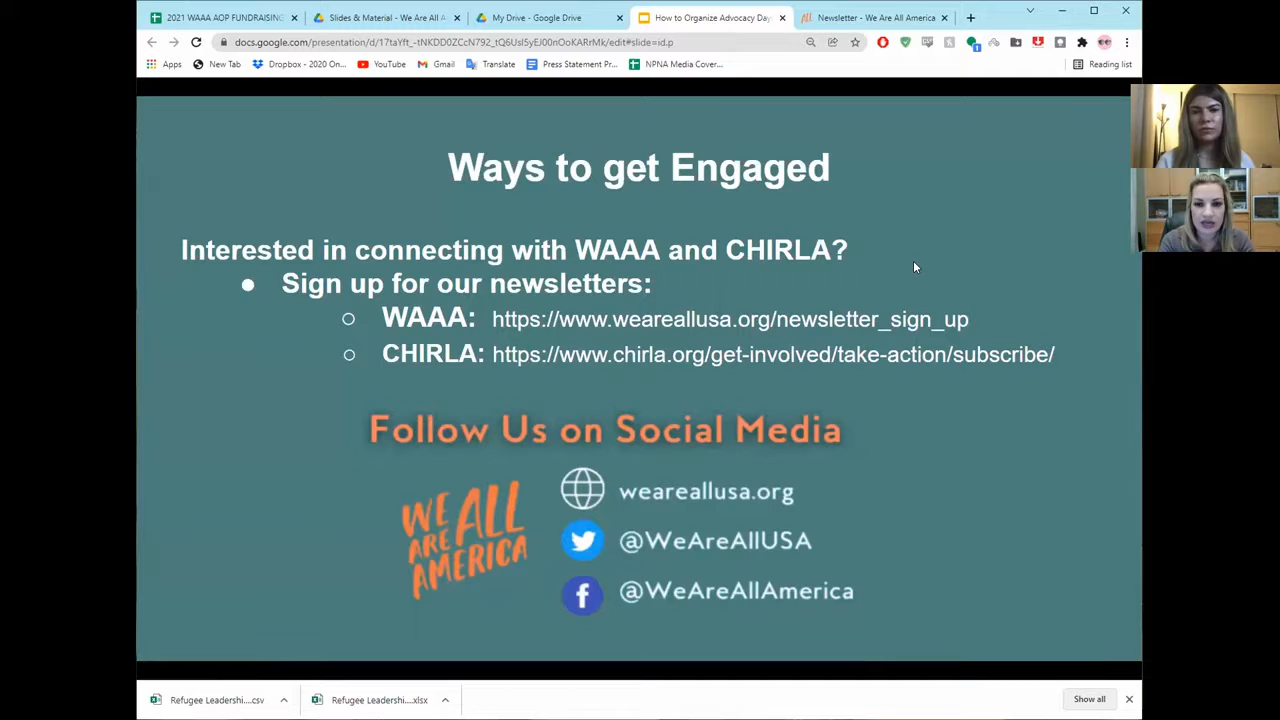 2021 WAAA AOP FUNDRAISING
Slides & Material - We Are All A
My Drive - Google Drive
How to Organize Advocacy Day
Newsletter - We Are All America
docs.google.com/presentation/d/17taYft_-tNKDD0ZCcN792_tQ6Usl5yEJ00nOoKARrMk/edit#slide=id.p
Apps
New Tab
Dropbox - 2020 On...
YouTube
Gmail
Translate
Press Statement Pr...
NPNA Media Cover...
Reading list
Ways to get Engaged
Interested in connecting with WAAA and CHIRLA?
● Sign up for our newsletters:
○ WAAA: https://www.weareallusa.org/newsletter_sign_up
○ CHIRLA: https://www.chirla.org/get-involved/take-action/subscribe/
Follow Us on Social Media
WE ALL
ARE
AMERICA
weareallusa.org
@WeAreAllUSA
@WeAreAllAmerica
Refugee Leadershi....csv
Refugee Leadershi....xlsx
Show all